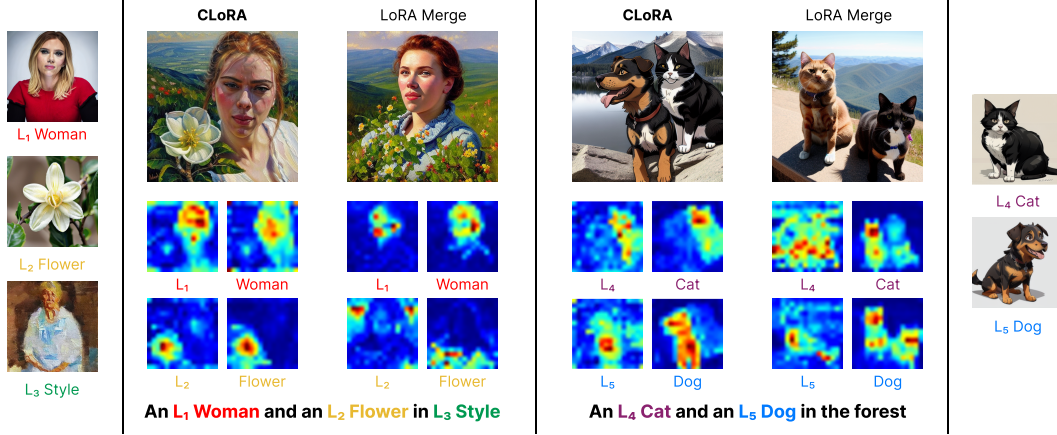 CLoRA
LoRA Merge
CLoRA
LoRA Merge
L₁ Woman
L₂ Flower
L₃ Style
L₁
Woman
L₁
Woman
L₂
Flower
L₂
Flower
An L₁ Woman and an L₂ Flower in L₃ Style
L₄
Cat
L₄
Cat
L₅
Dog
L₅
Dog
An L₄ Cat and an L₅ Dog in the forest
L₄ Cat
L₅ Dog